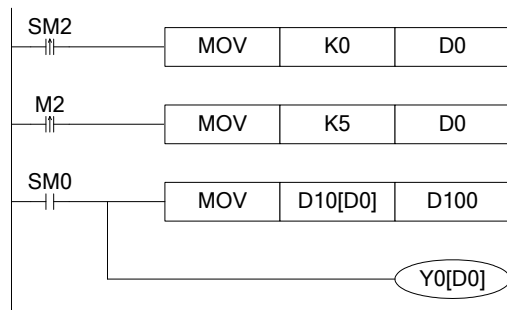 SM2
MOV K0 D0
M2
MOV K5 D0
SM0
MOV D10[D0] D100
Y0[D0]